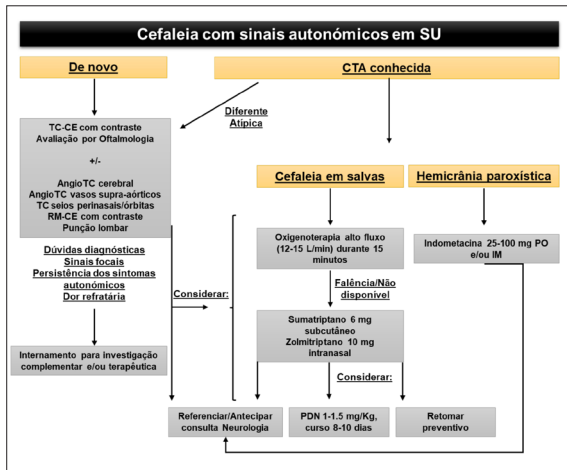 Cefaleia com sinais autonómicos em SU
De novo
CTA conhecida
Diferente
Atípica
TC-CE com contraste
Avaliação por Oftalmologia
+/-
AngioTC cerebral
AngioTC vasos supra-aórticos
TC seios perinasais/órbitas
RM-CE com contraste
Punção lombar
Dúvidas diagnósticas
Sinais focais
Persistência dos sintomas
autonómicos
Dor refratária
Internamento para investigação
complementar e/ou terapêutica
Considerar:
Cefaleia em salvas
Oxigenoterapia alto fluxo
(12-15 L/min) durante 15
minutos
Falência/Não
disponível
Sumatriptano 6 mg
subcutâneo
Zolmitriptano 10 mg
intranasal
Considerar:
Hemicrânia paroxística
Indometacina 25-100 mg PO
e/ou IM
Referenciar/Antecipar
consulta Neurologia
PDN 1-1.5 mg/Kg,
curso 8-10 dias
Retomar
preventivo